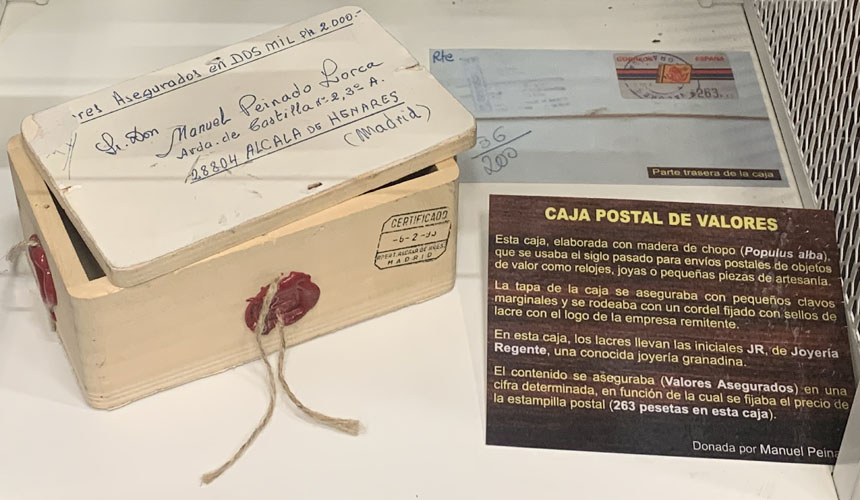 res Asegurados en DOS MIL Pts 2.000.-
Sr. Don Manuel Peinado Lorca
Avda. de Castilla nº 2, 3º A.
28804 ALCALA DE HENARES
(Madrid)
CERTIFICADO
MADRID
Rte
CORREOS
ESPAÑA
*263
36
200
Parte trasera de la caja
CAJA POSTAL DE VALORES
Esta caja, elaborada con madera de chopo (Populus alba),
que se usaba el siglo pasado para envíos postales de objetos
de valor como relojes, joyas o pequeñas piezas de artesanía.
La tapa de la caja se aseguraba con pequeños clavos
marginales y se rodeaba con un cordel fijado con sellos de
lacre con el logo de la empresa remitente.
En esta caja, los lacres llevan las iniciales JR, de Joyería
Regente, una conocida joyería granadina.
El contenido se aseguraba (Valores Asegurados) en una
cifra determinada, en función de la cual se fijaba el precio de
la estampilla postal (263 pesetas en esta caja).
Donada por Manuel Peina